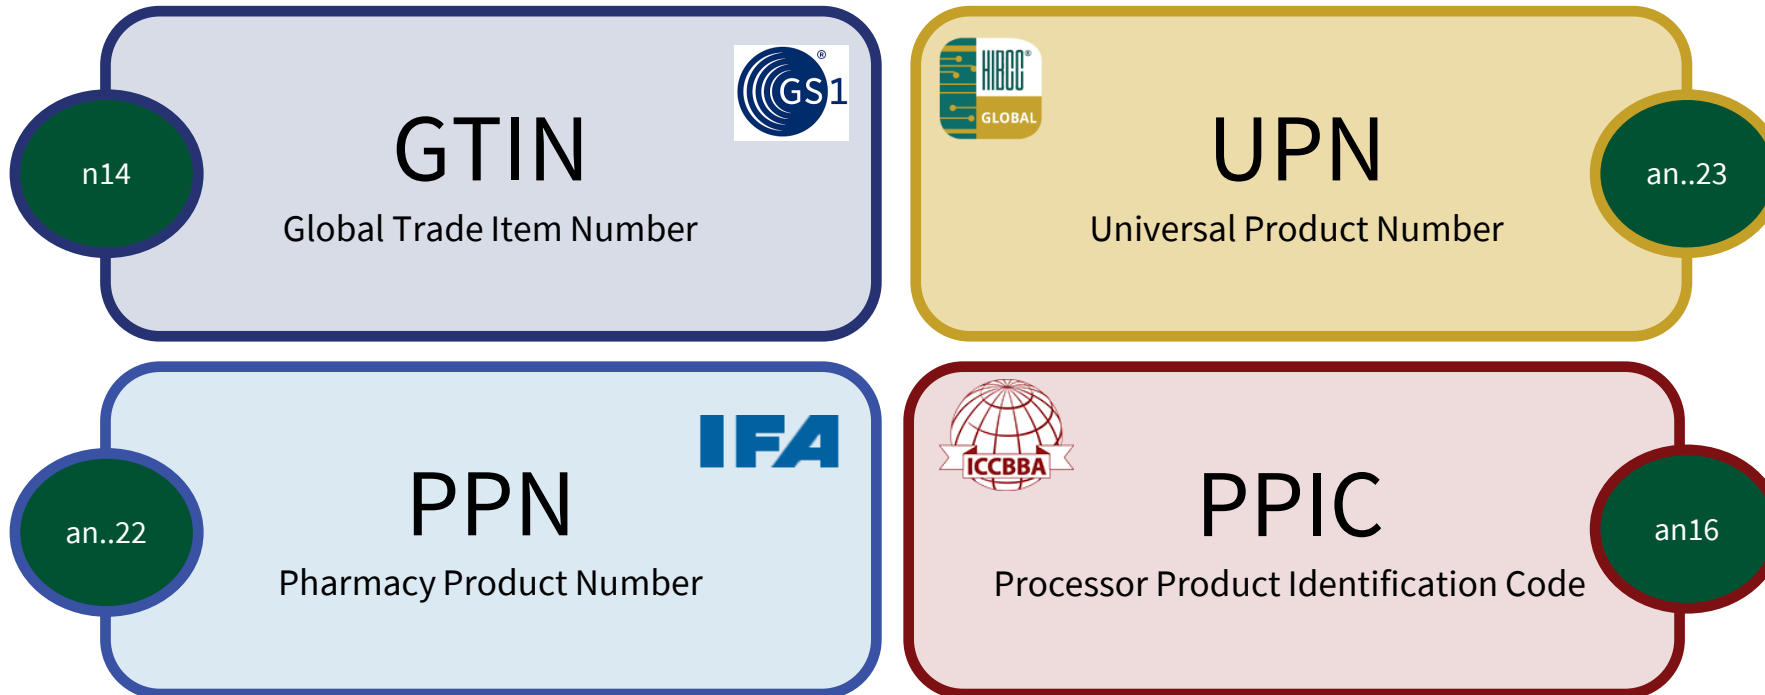 GS1
®
n14
GTIN
Global Trade Item Number
HIBCC®
GLOBAL
UPN
Universal Product Number
an..23
IFA
an..22
PPN
Pharmacy Product Number
ICCBBA
PPIC
Processor Product Identification Code
an16